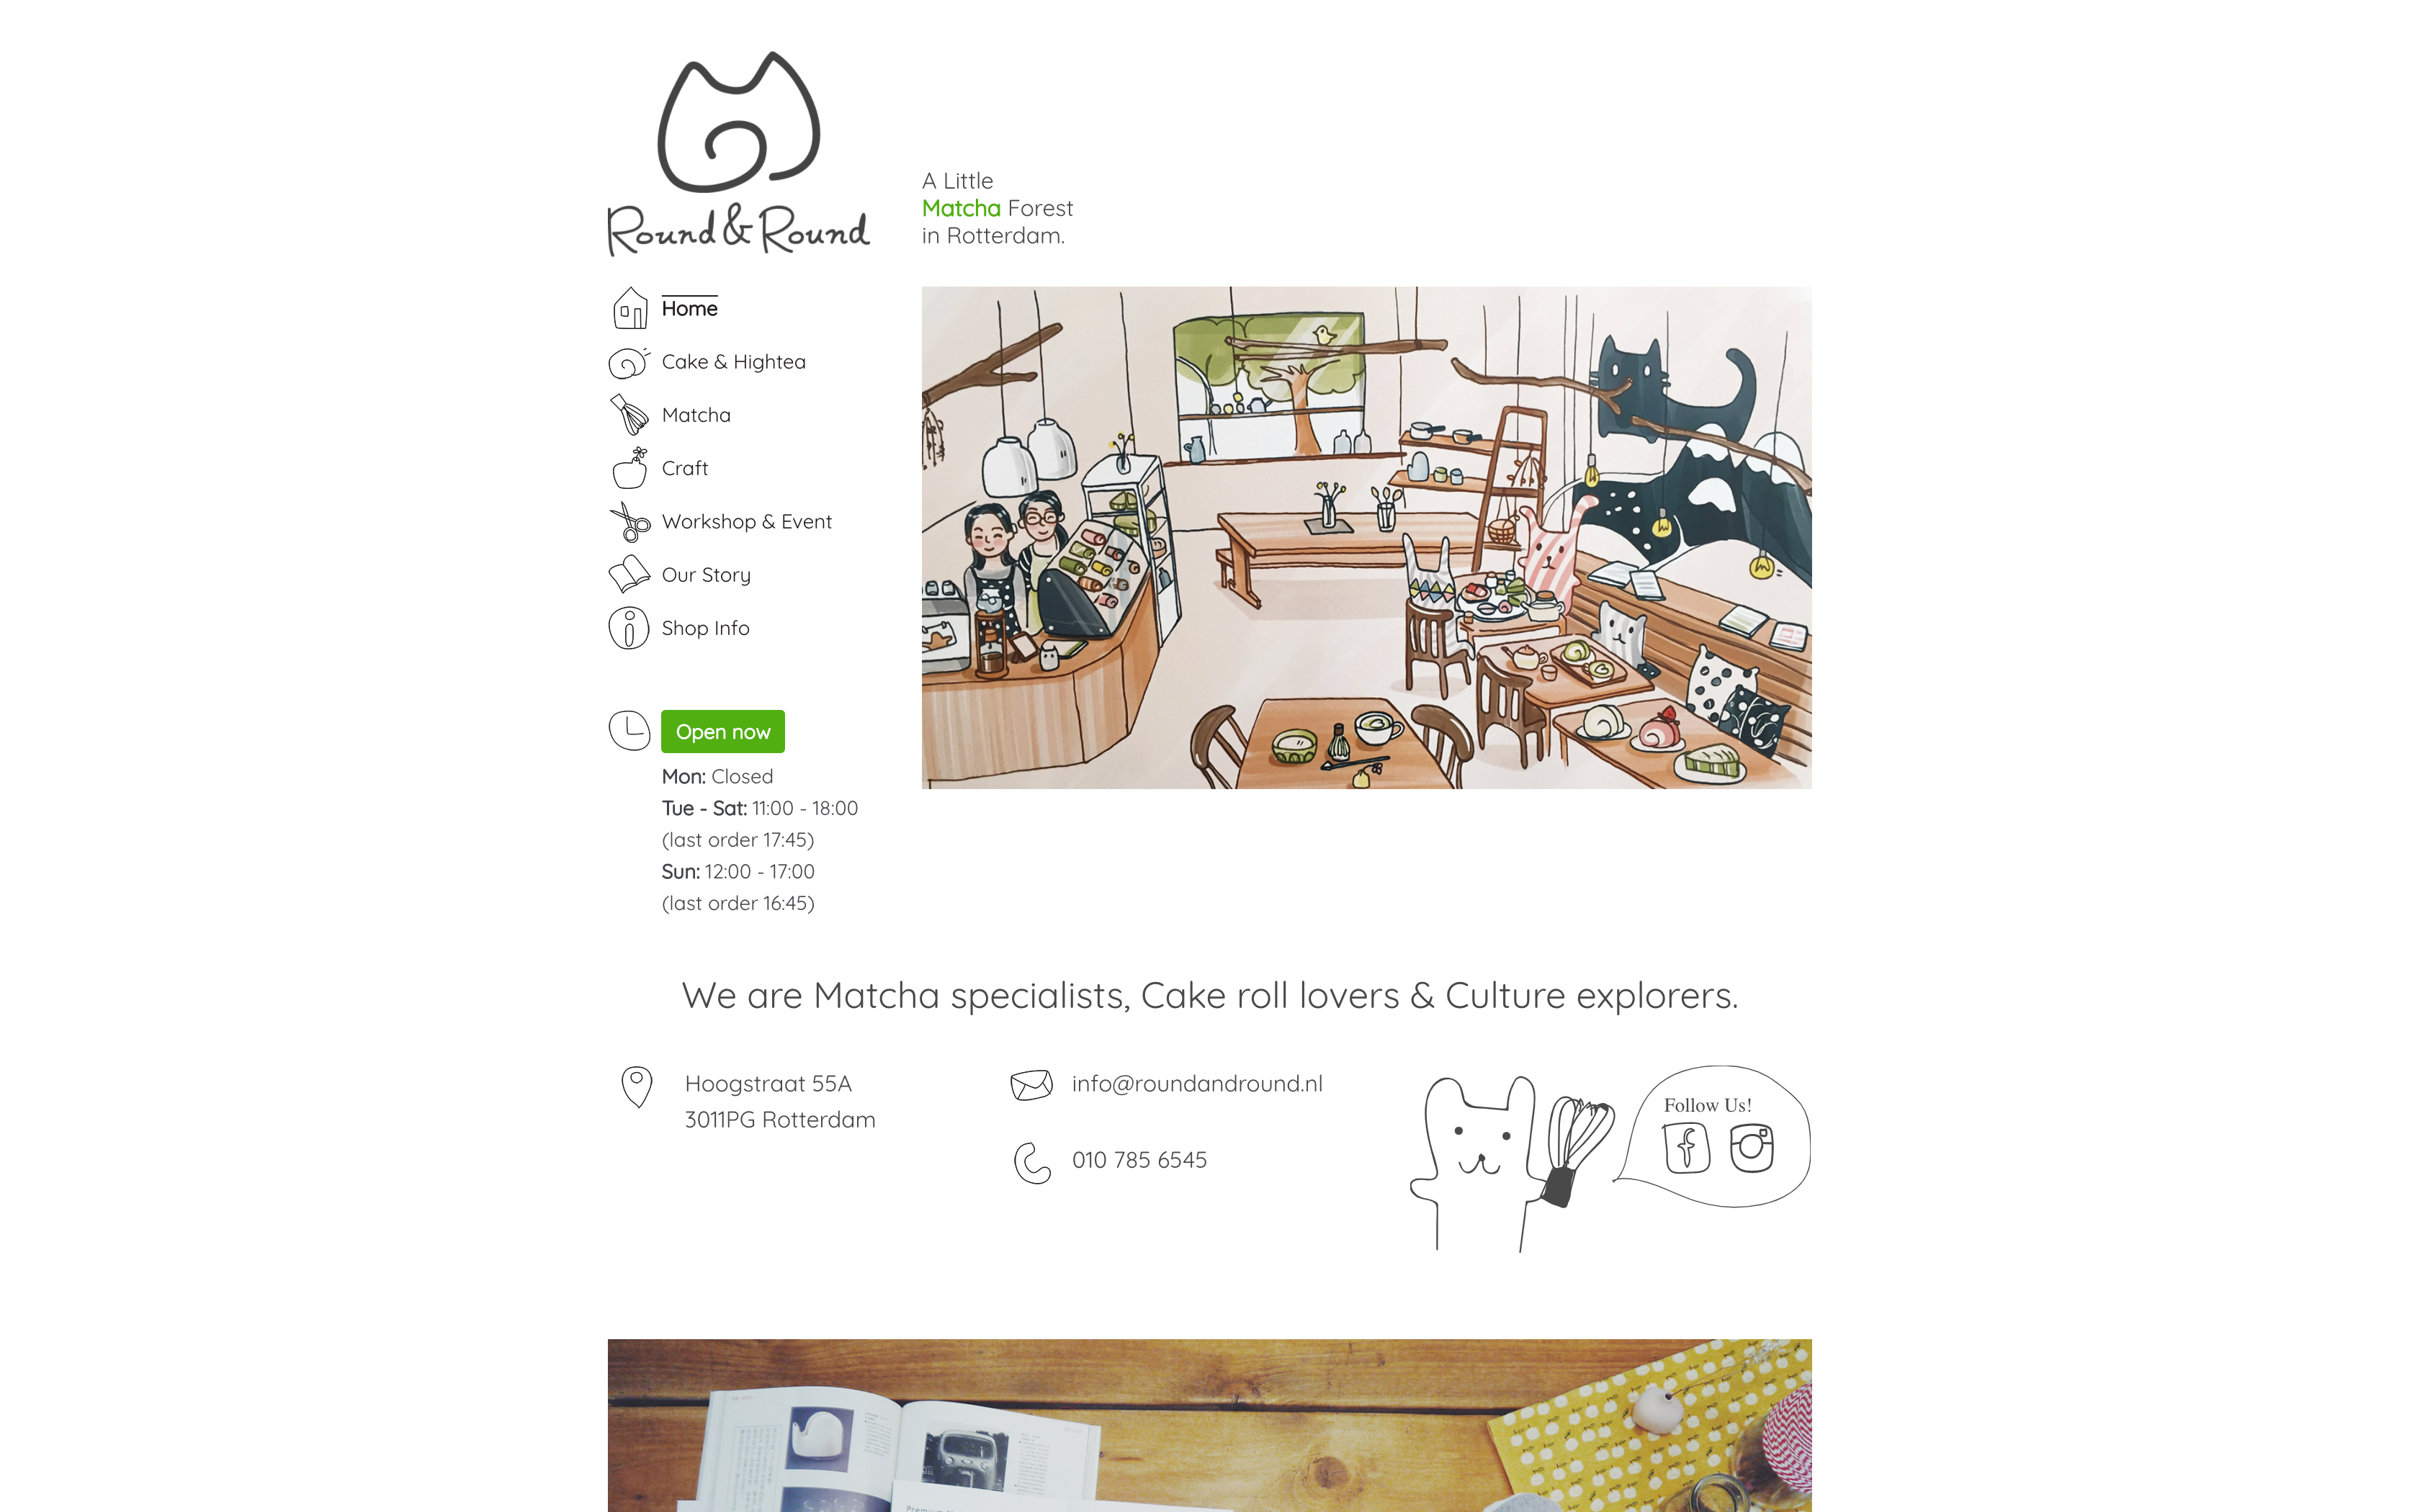 Round & Round
A Little
Matcha Forest
in Rotterdam.
Home
Cake & Hightea
Matcha
Craft
Workshop & Event
Our Story
Shop Info
Open now
Mon: Closed
Tue - Sat: 11:00 - 18:00
(last order 17:45)
Sun: 12:00 - 17:00
(last order 16:45)
We are Matcha specialists, Cake roll lovers & Culture explorers.
Hoogstraat 55A
3011PG Rotterdam
info@roundandround.nl
010 785 6545
Follow Us!